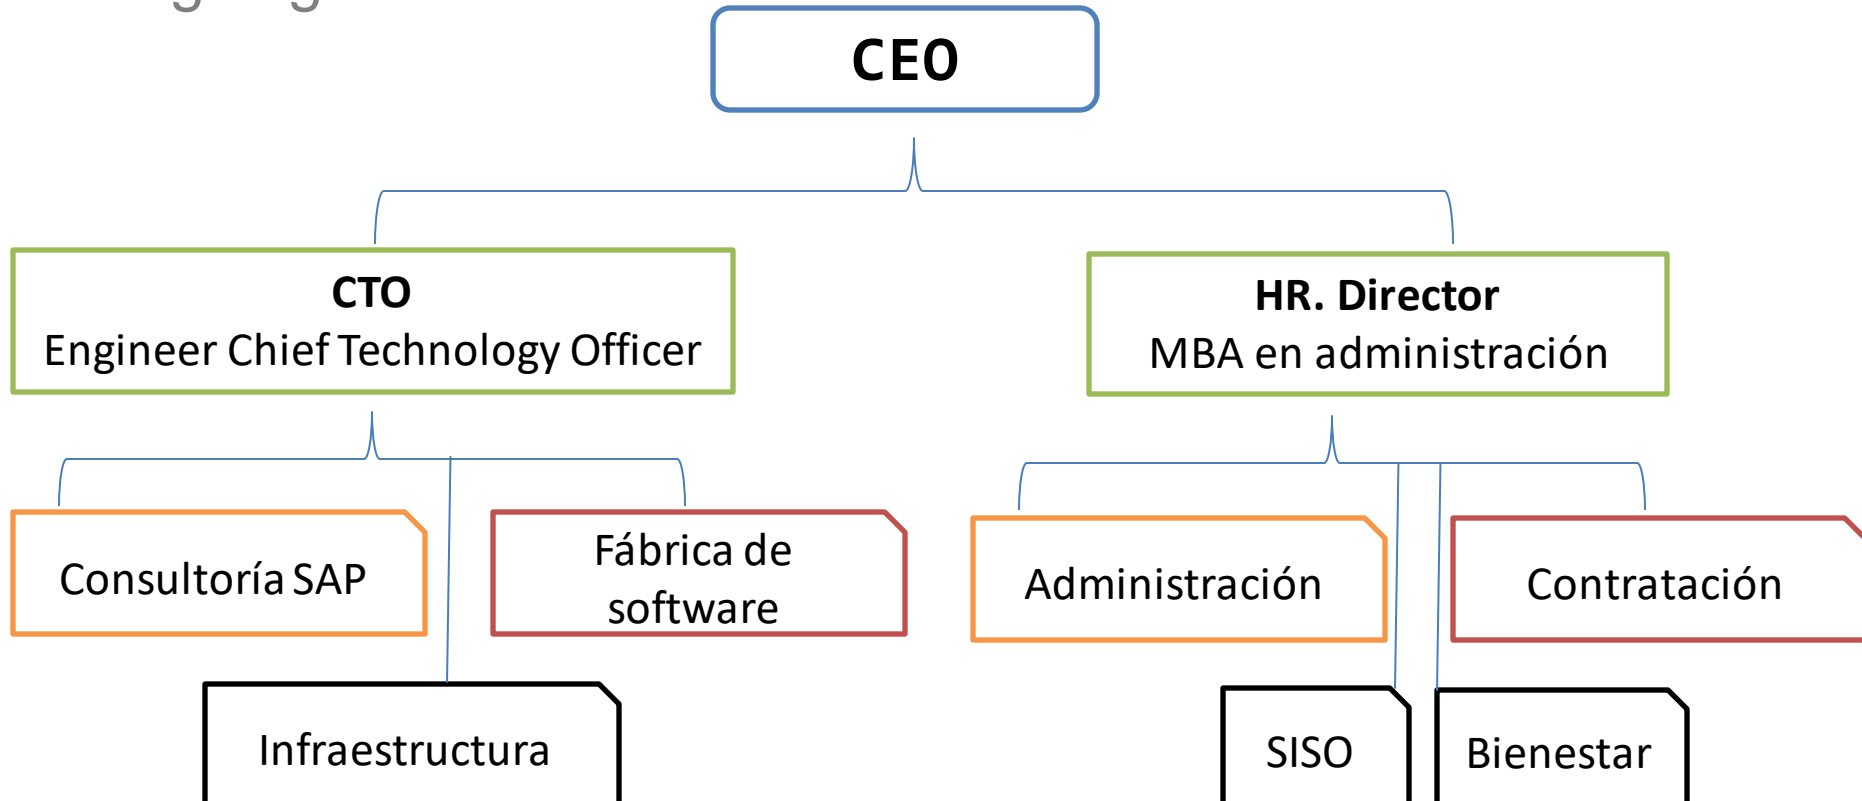 CEO
CTO
Engineer Chief Technology Officer
HR. Director
MBA en administración
Consultoría SAP
Fábrica de
software
Administración
Contratación
Infraestructura
SISO
Bienestar